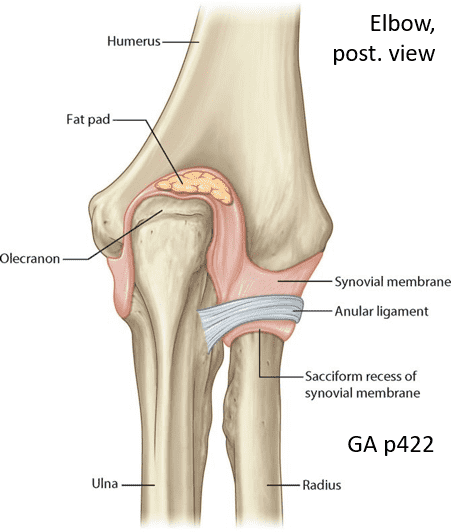 Elbow,
post. view
Humerus
Fat pad
Olecranon
Synovial membrane
Anular ligament
Sacciform recess of
synovial membrane
GA p422
Ulna
Radius